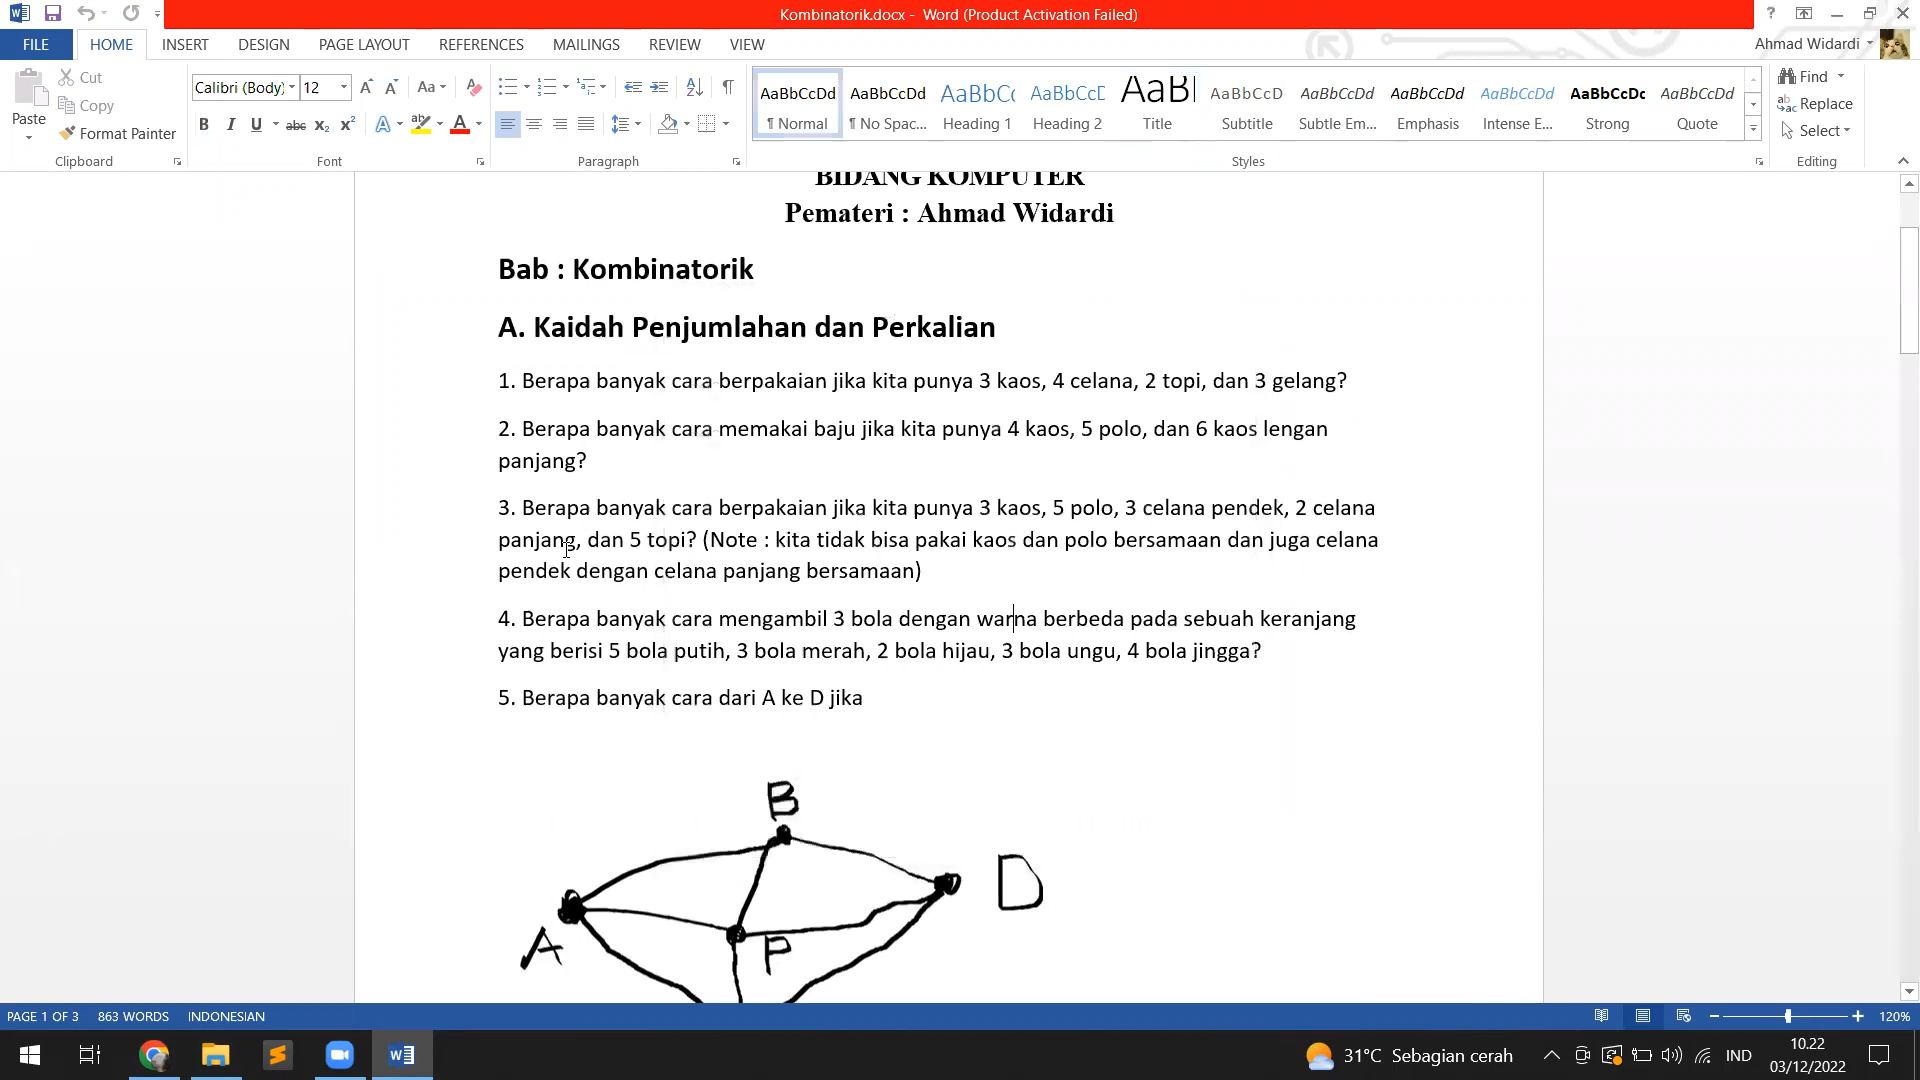 Kombinatorik.docx - Word (Product Activation Failed)
FILE HOME INSERT DESIGN PAGE LAYOUT REFERENCES MAILINGS REVIEW VIEW Ahmad Widardi
Paste
Cut
Copy
Format Painter
Clipboard
Calibri (Body) 12
Font
Paragraph
AaBbCcDd AaBbCcDd AaBbC AaBbCcC AaBl AaBbCcD AaBbCcDd AaBbCcDd AaBbCcDd AaBbCcDc AaBbCcDd
¶ Normal ¶ No Spac... Heading 1 Heading 2 Title Subtitle Subtle Em... Emphasis Intense E... Strong Quote
Styles
Find
Replace
Select
Editing
BIDANG KOMPUTER
Pemateri : Ahmad Widardi
Bab : Kombinatorik
A. Kaidah Penjumlahan dan Perkalian
1. Berapa banyak cara berpakaian jika kita punya 3 kaos, 4 celana, 2 topi, dan 3 gelang?
2. Berapa banyak cara memakai baju jika kita punya 4 kaos, 5 polo, dan 6 kaos lengan
panjang?
3. Berapa banyak cara berpakaian jika kita punya 3 kaos, 5 polo, 3 celana pendek, 2 celana
panjang, dan 5 topi? (Note : kita tidak bisa pakai kaos dan polo bersamaan dan juga celana
pendek dengan celana panjang bersamaan)
4. Berapa banyak cara mengambil 3 bola dengan warna berbeda pada sebuah keranjang
yang berisi 5 bola putih, 3 bola merah, 2 bola hijau, 3 bola ungu, 4 bola jingga?
5. Berapa banyak cara dari A ke D jika
B
D
A
P
PAGE 1 OF 3 863 WORDS INDONESIAN 120%
31°C Sebagian cerah IND 10.22
03/12/2022